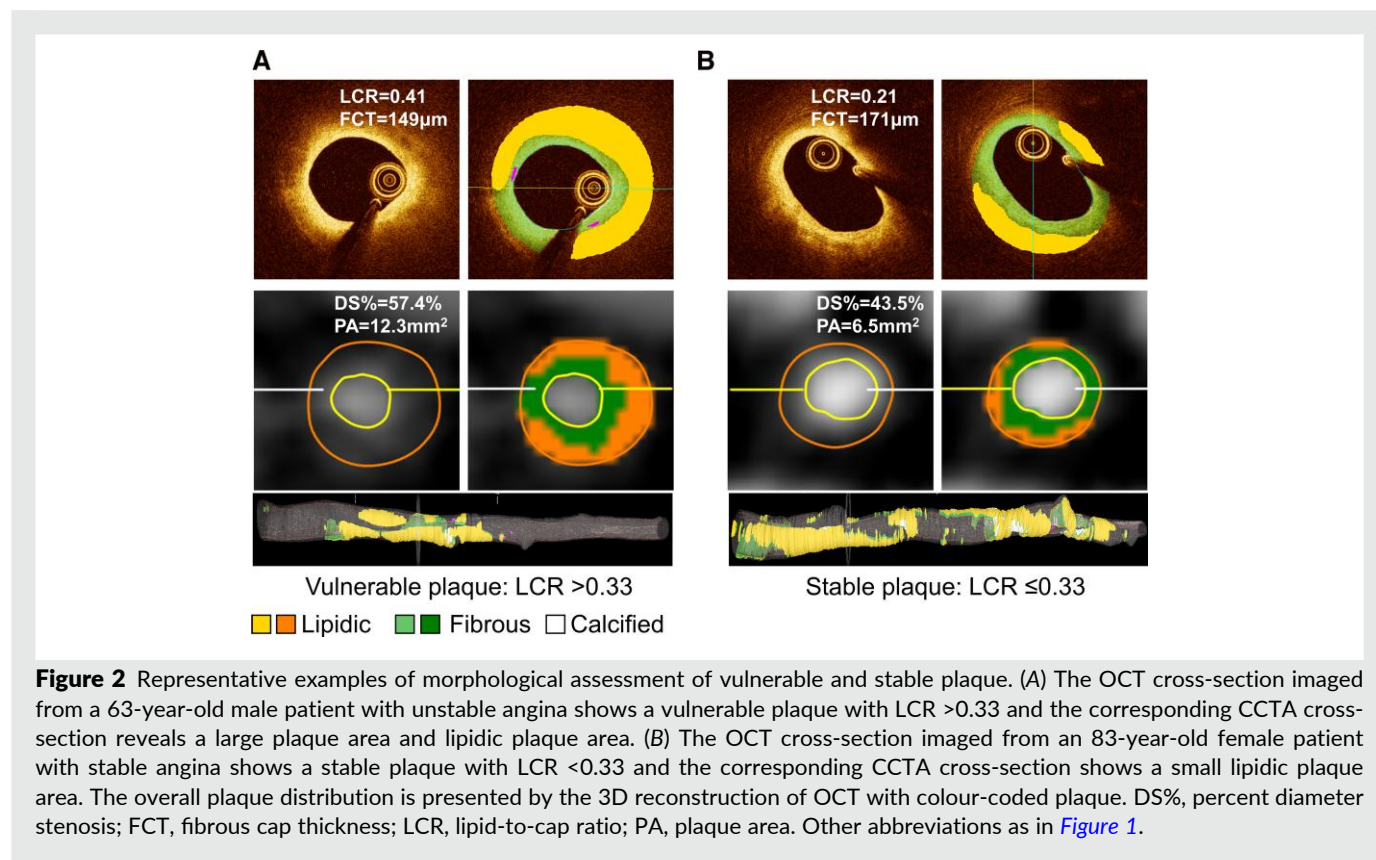 A
B
LCR=0.41
FCT=149μm
LCR=0.21
FCT=171μm
DS%=57.4%
PA=12.3mm²
DS%=43.5%
PA=6.5mm²
Vulnerable plaque: LCR >0.33
Stable plaque: LCR ≤0.33
Lipidic Fibrous Calcified
Figure 2 Representative examples of morphological assessment of vulnerable and stable plaque. (A) The OCT cross-section imaged
from a 63-year-old male patient with unstable angina shows a vulnerable plaque with LCR >0.33 and the corresponding CCTA cross-
section reveals a large plaque area and lipidic plaque area. (B) The OCT cross-section imaged from an 83-year-old female patient
with stable angina shows a stable plaque with LCR <0.33 and the corresponding CCTA cross-section shows a small lipidic plaque
area. The overall plaque distribution is presented by the 3D reconstruction of OCT with colour-coded plaque. DS%, percent diameter
stenosis; FCT, fibrous cap thickness; LCR, lipid-to-cap ratio; PA, plaque area. Other abbreviations as in Figure 1.